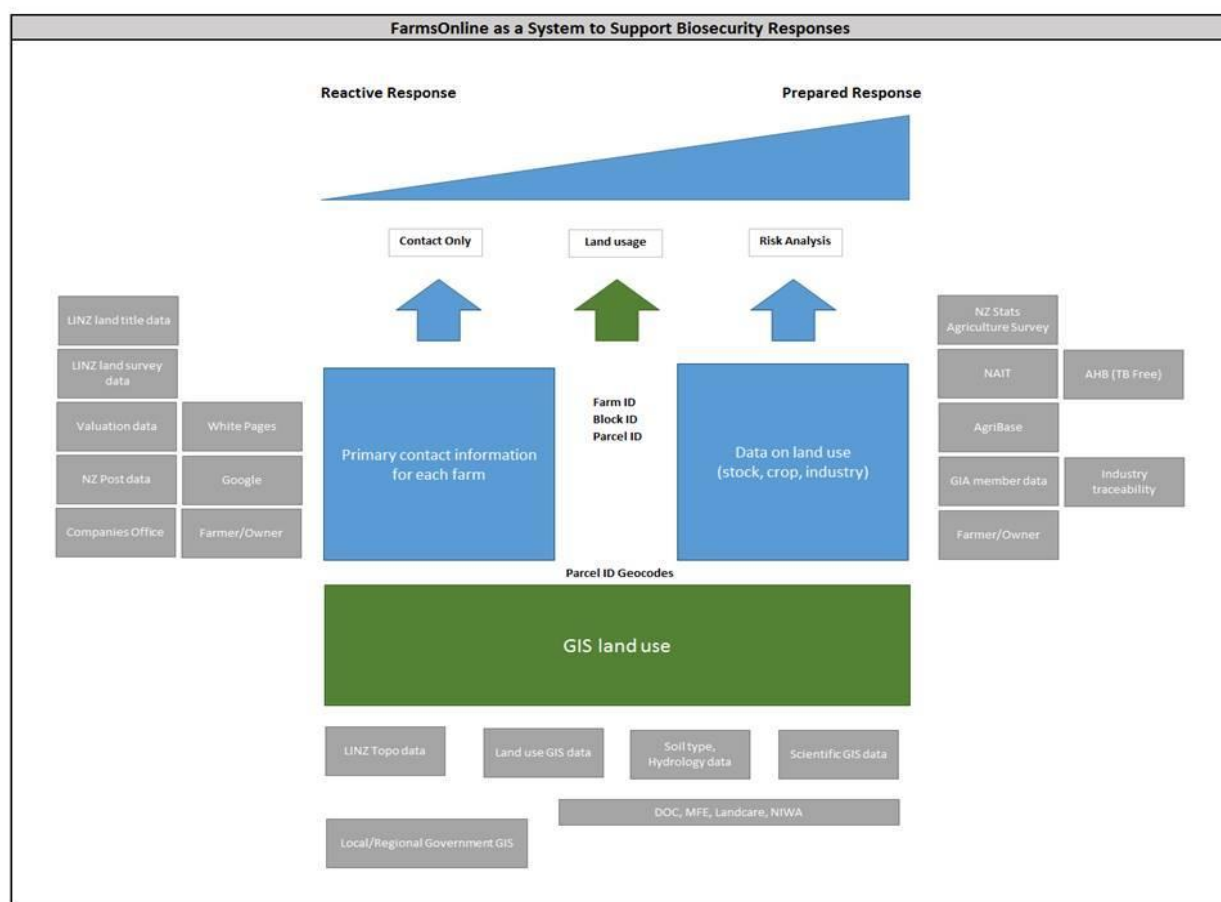 FarmsOnline as a System to Support Biosecurity Responses
Reactive Response
Prepared Response
Contact Only
Land usage
Risk Analysis
LINZ land title data
LINZ land survey
data
Valuation data
White Pages
NZ Post data
Google
Companies Office
Farmer/Owner
Primary contact information
for each farm
Farm ID
Block ID
Parcel ID
Data on land use
(stock, crop, industry)
NZ Stats
Agriculture Survey
NAIT
AHB (TB Free)
AgriBase
GIA member data
Industry
traceability
Farmer/Owner
Parcel ID Geocodes
GIS land use
LINZ Topo data
Land use GIS data
Soil type,
Hydrology data
Scientific GIS data
DOC, MFE, Landcare, NIWA
Local/Regional Government GIS